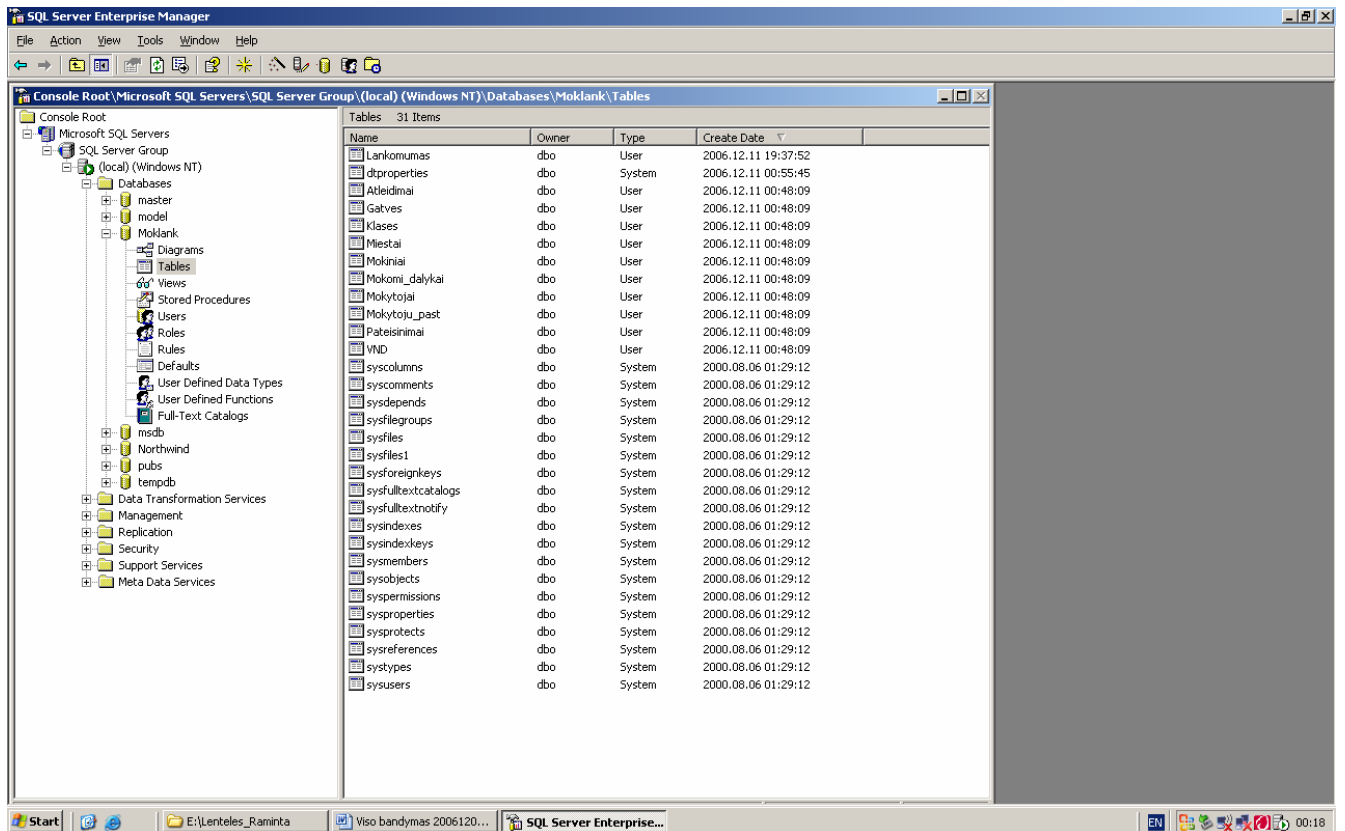 SQL Server Enterprise Manager
File Action View Tools Window Help
Console Root\Microsoft SQL Servers\SQL Server Group\(local) (Windows NT)\Databases\Moklank\Tables
Console Root
Microsoft SQL Servers
SQL Server Group
(local) (Windows NT)
Databases
master
model
Moklank
Diagrams
Tables
Views
Stored Procedures
Users
Roles
Rules
Defaults
User Defined Data Types
User Defined Functions
Full-Text Catalogs
msdb
Northwind
pubs
tempdb
Data Transformation Services
Management
Replication
Security
Support Services
Meta Data Services
Tables 31 Items
Name Owner Type Create Date
Lankomumas dbo User 2006.12.11 19:37:52
dtproperties dbo System 2006.12.11 00:55:45
Atleidimai dbo User 2006.12.11 00:48:09
Gatves dbo User 2006.12.11 00:48:09
Klases dbo User 2006.12.11 00:48:09
Miestai dbo User 2006.12.11 00:48:09
Mokiniai dbo User 2006.12.11 00:48:09
Mokomi_dalykai dbo User 2006.12.11 00:48:09
Mokytojai dbo User 2006.12.11 00:48:09
Mokytoju_past dbo User 2006.12.11 00:48:09
Pateisinimai dbo User 2006.12.11 00:48:09
VND dbo User 2006.12.11 00:48:09
syscolumns dbo System 2000.08.06 01:29:12
syscomments dbo System 2000.08.06 01:29:12
sysdepends dbo System 2000.08.06 01:29:12
sysfilegroups dbo System 2000.08.06 01:29:12
sysfiles dbo System 2000.08.06 01:29:12
sysfiles1 dbo System 2000.08.06 01:29:12
sysforeignkeys dbo System 2000.08.06 01:29:12
sysfulltextcatalogs dbo System 2000.08.06 01:29:12
sysfulltextnotify dbo System 2000.08.06 01:29:12
sysindexes dbo System 2000.08.06 01:29:12
sysindexkeys dbo System 2000.08.06 01:29:12
sysmembers dbo System 2000.08.06 01:29:12
sysobjects dbo System 2000.08.06 01:29:12
syspermissions dbo System 2000.08.06 01:29:12
sysproperties dbo System 2000.08.06 01:29:12
sysprotects dbo System 2000.08.06 01:29:12
sysreferences dbo System 2000.08.06 01:29:12
systypes dbo System 2000.08.06 01:29:12
sysusers dbo System 2000.08.06 01:29:12
Start E:\Lenteles_Raminta Viso bandymas 2006120... SQL Server Enterprise... EN 00:18